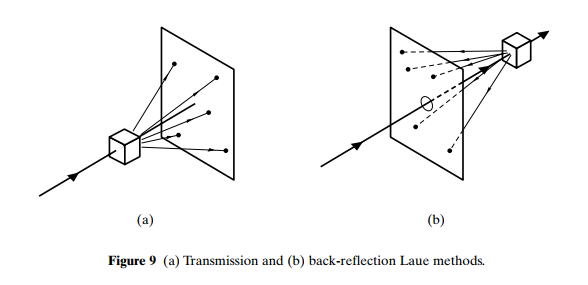 (a)
(b)
Figure 9 (a) Transmission and (b) back-reflection Laue methods.